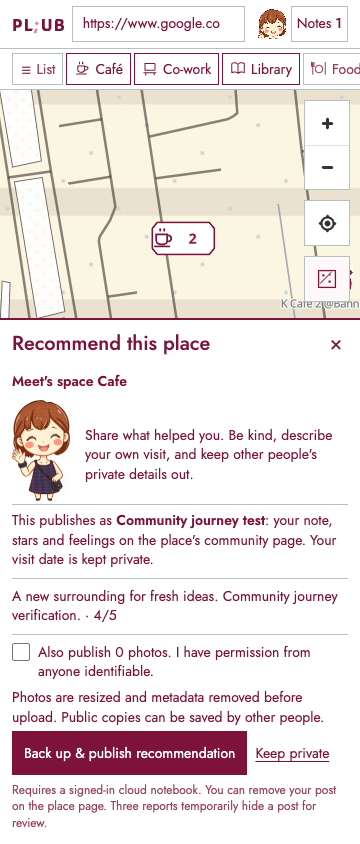 PL;UB
https://www.google.co
Notes 1
List
Café
Co-work
Library
Food
2
K Cafe 2 @Bann
Recommend this place
Meet's space Cafe
Share what helped you. Be kind, describe
your own visit, and keep other people's
private details out.
This publishes as Community journey test: your note,
stars and feelings on the place's community page. Your
visit date is kept private.
A new surrounding for fresh ideas. Community journey
verification. · 4/5
Also publish 0 photos. I have permission from
anyone identifiable.
Photos are resized and metadata removed before
upload. Public copies can be saved by other people.
Back up & publish recommendation
Keep private
Requires a signed-in cloud notebook. You can remove your post
on the place page. Three reports temporarily hide a post for
review.